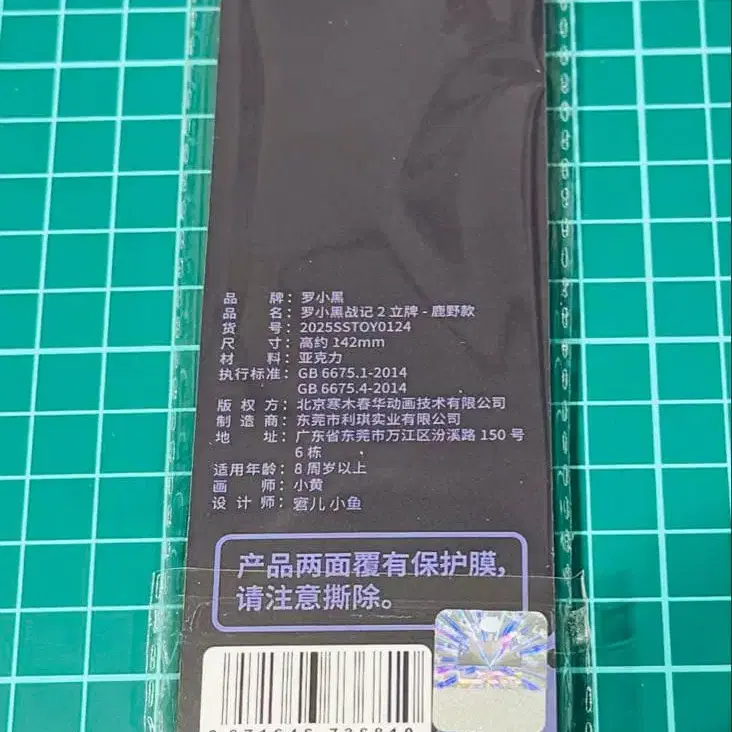 品 牌：罗小黑
品 名：罗小黑战记 2 立牌 - 鹿野款
货 号：2025SSTOY0124
尺 寸：高约 142mm
材 料：亚克力
执行标准：GB 6675.1-2014
GB 6675.4-2014
版 权 方：北京寒木春华动画技术有限公司
制 造 商：东莞市利琪实业有限公司
地 址：广东省东莞市万江区汾溪路 150 号
6 栋
适用年龄：8 周岁以上
画 师：小黄
设 计 师：窨儿 小鱼
产品两面覆有保护膜，
请注意撕除。